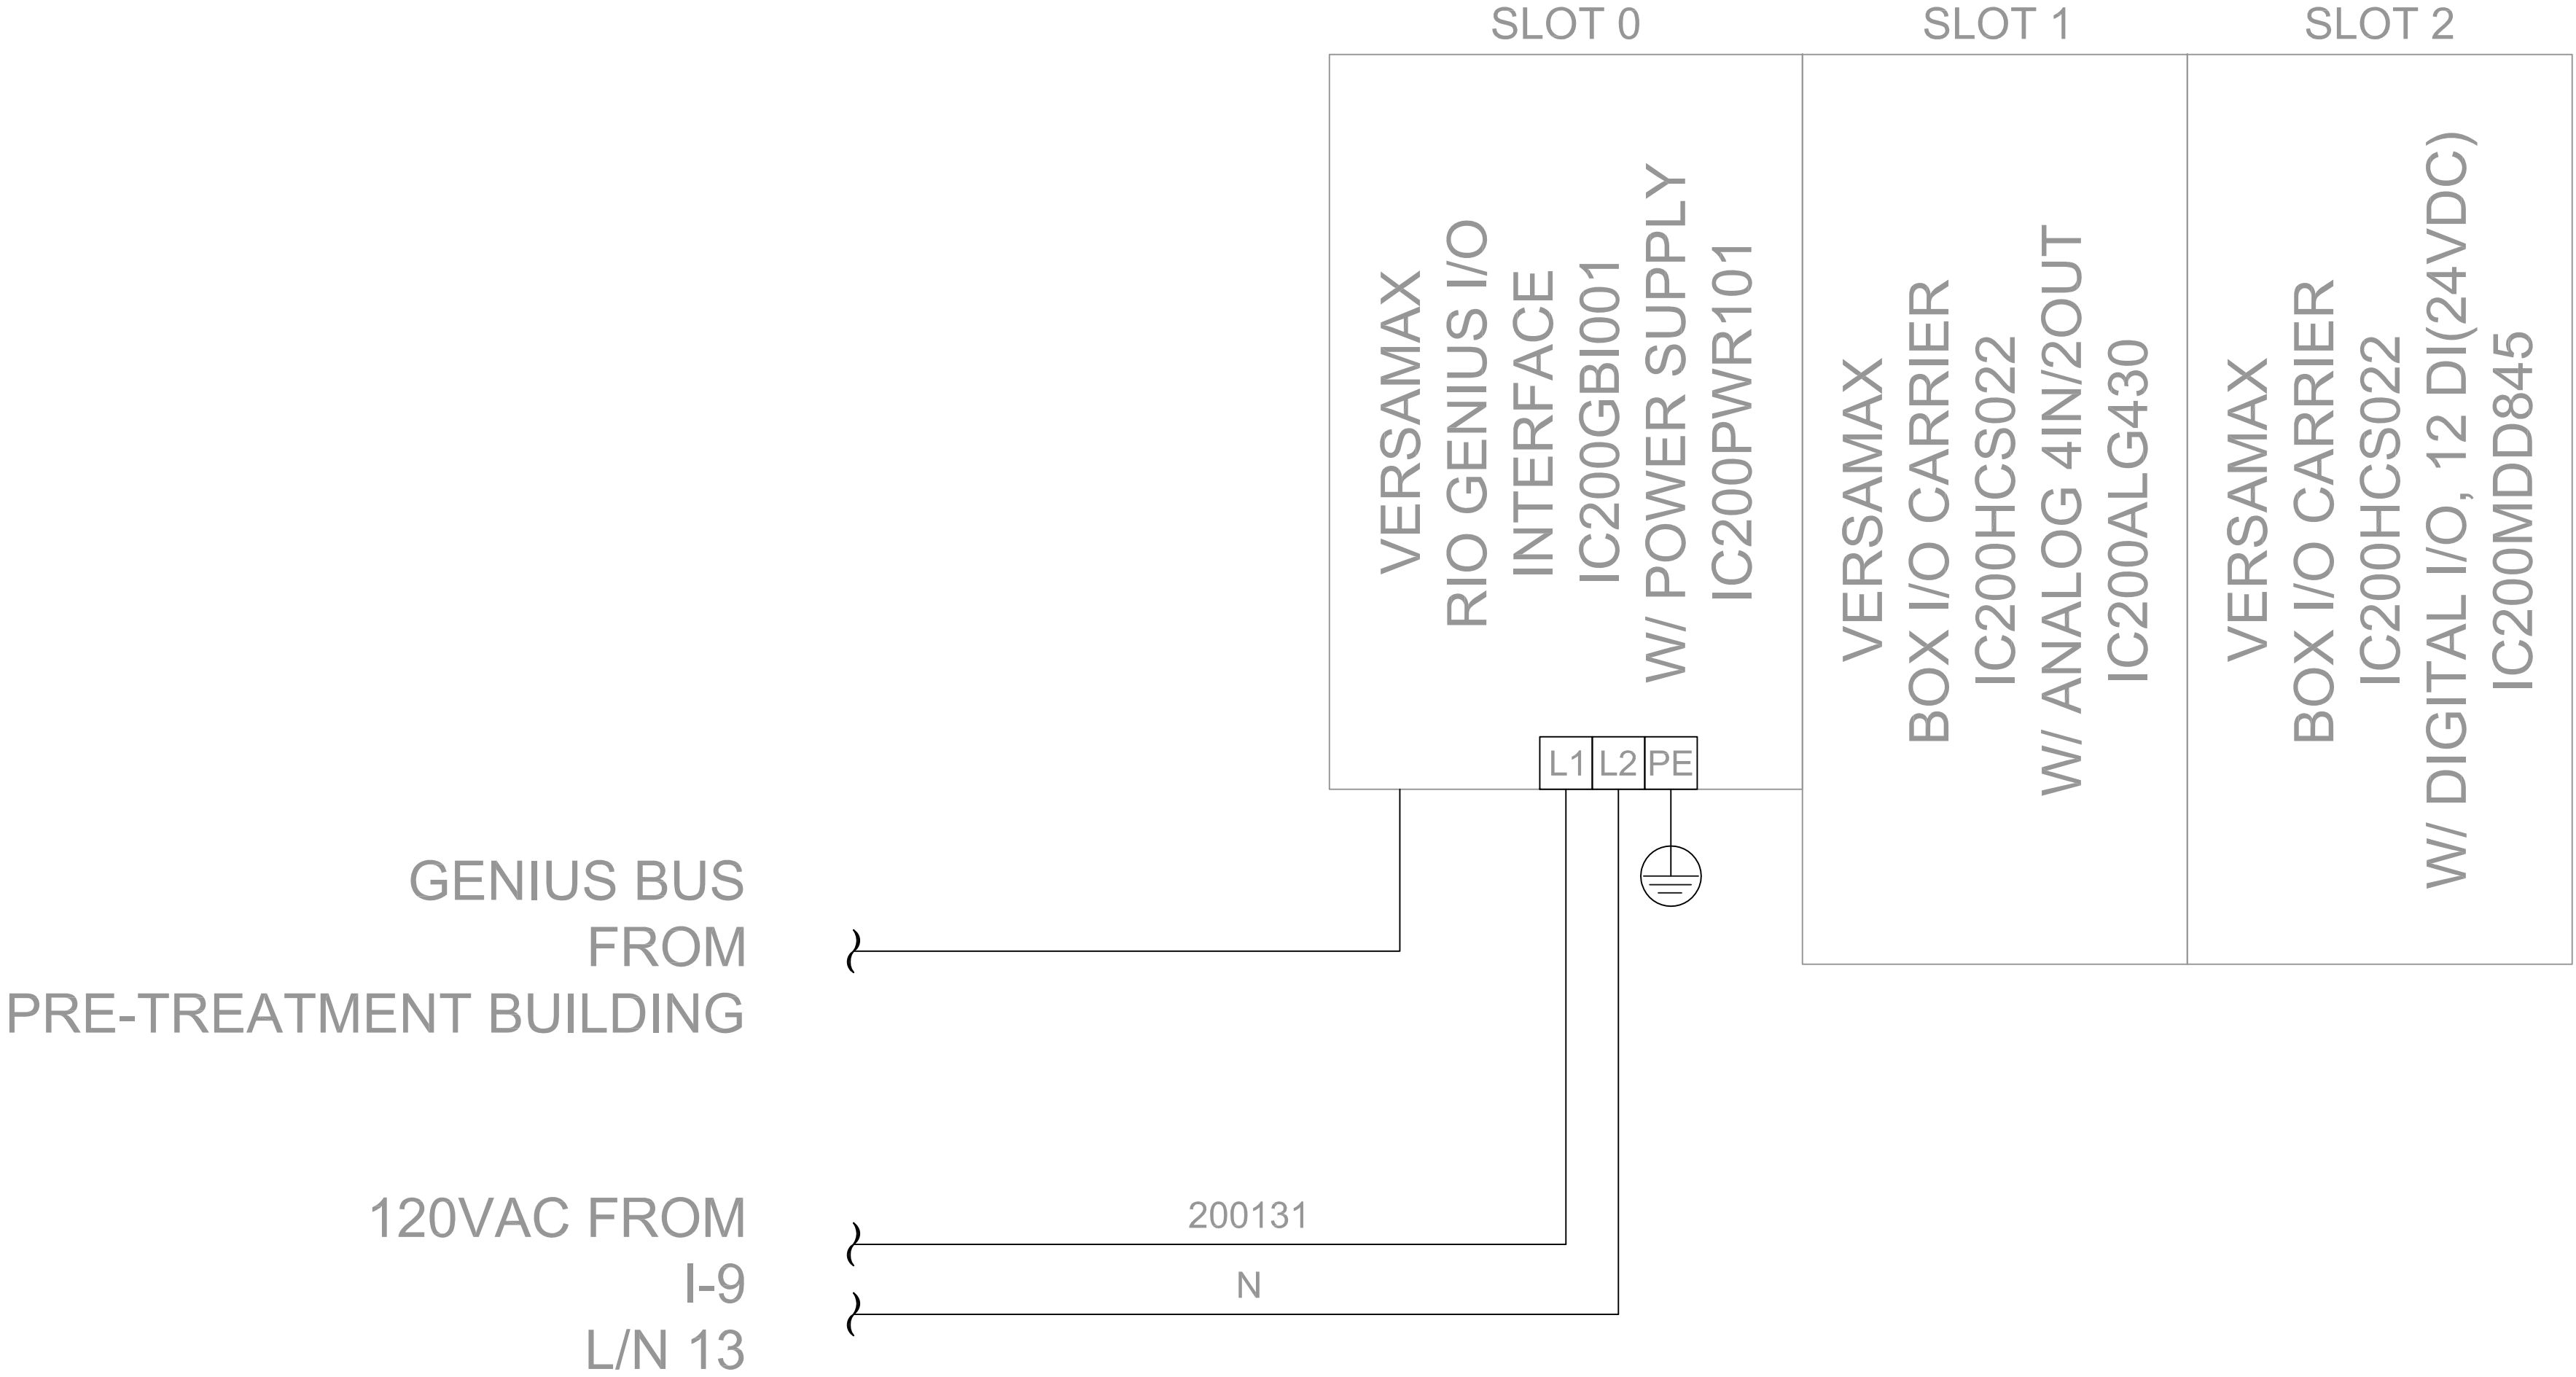 SLOT 0
SLOT 1
SLOT 2
VERSAMAX
RIO GENIUS I/O
INTERFACE
IC200GBI001
W/ POWER SUPPLY
IC200PWR101
VERSAMAX
BOX I/O CARRIER
IC200HCS022
W/ ANALOG 4IN/2OUT
IC200ALG430
VERSAMAX
BOX I/O CARRIER
IC200HCS022
W/ DIGITAL I/O, 12 DI(24VDC)
IC200MDD845
L1
L2
PE
GENIUS BUS
FROM
PRE-TREATMENT BUILDING
120VAC FROM
I-9
L/N 13
200131
N